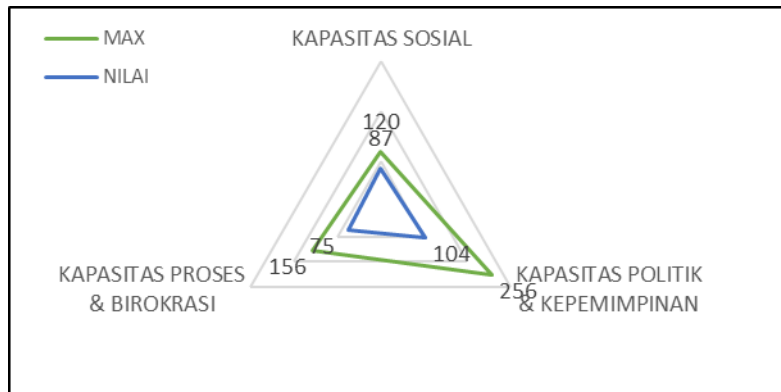 MAX
NILAI
KAPASITAS SOSIAL
120
87
75
156
104
256
KAPASITAS PROSES
& BIROKRASI
KAPASITAS POLITIK
& KEPEMIMPINAN